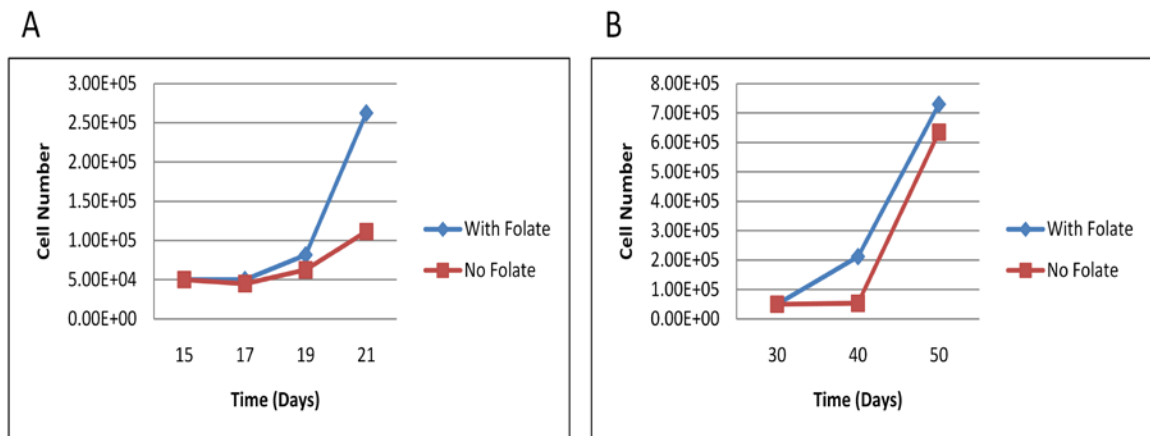 A
3.00E+05
2.50E+05
2.00E+05
1.50E+05
1.00E+05
5.00E+04
0.00E+00
Cell Number
15 17 19 21
Time (Days)
With Folate
No Folate
B
8.00E+05
7.00E+05
6.00E+05
5.00E+05
4.00E+05
3.00E+05
2.00E+05
1.00E+05
0.00E+00
Cell Number
30 40 50
Time (Days)
With Folate
No Folate